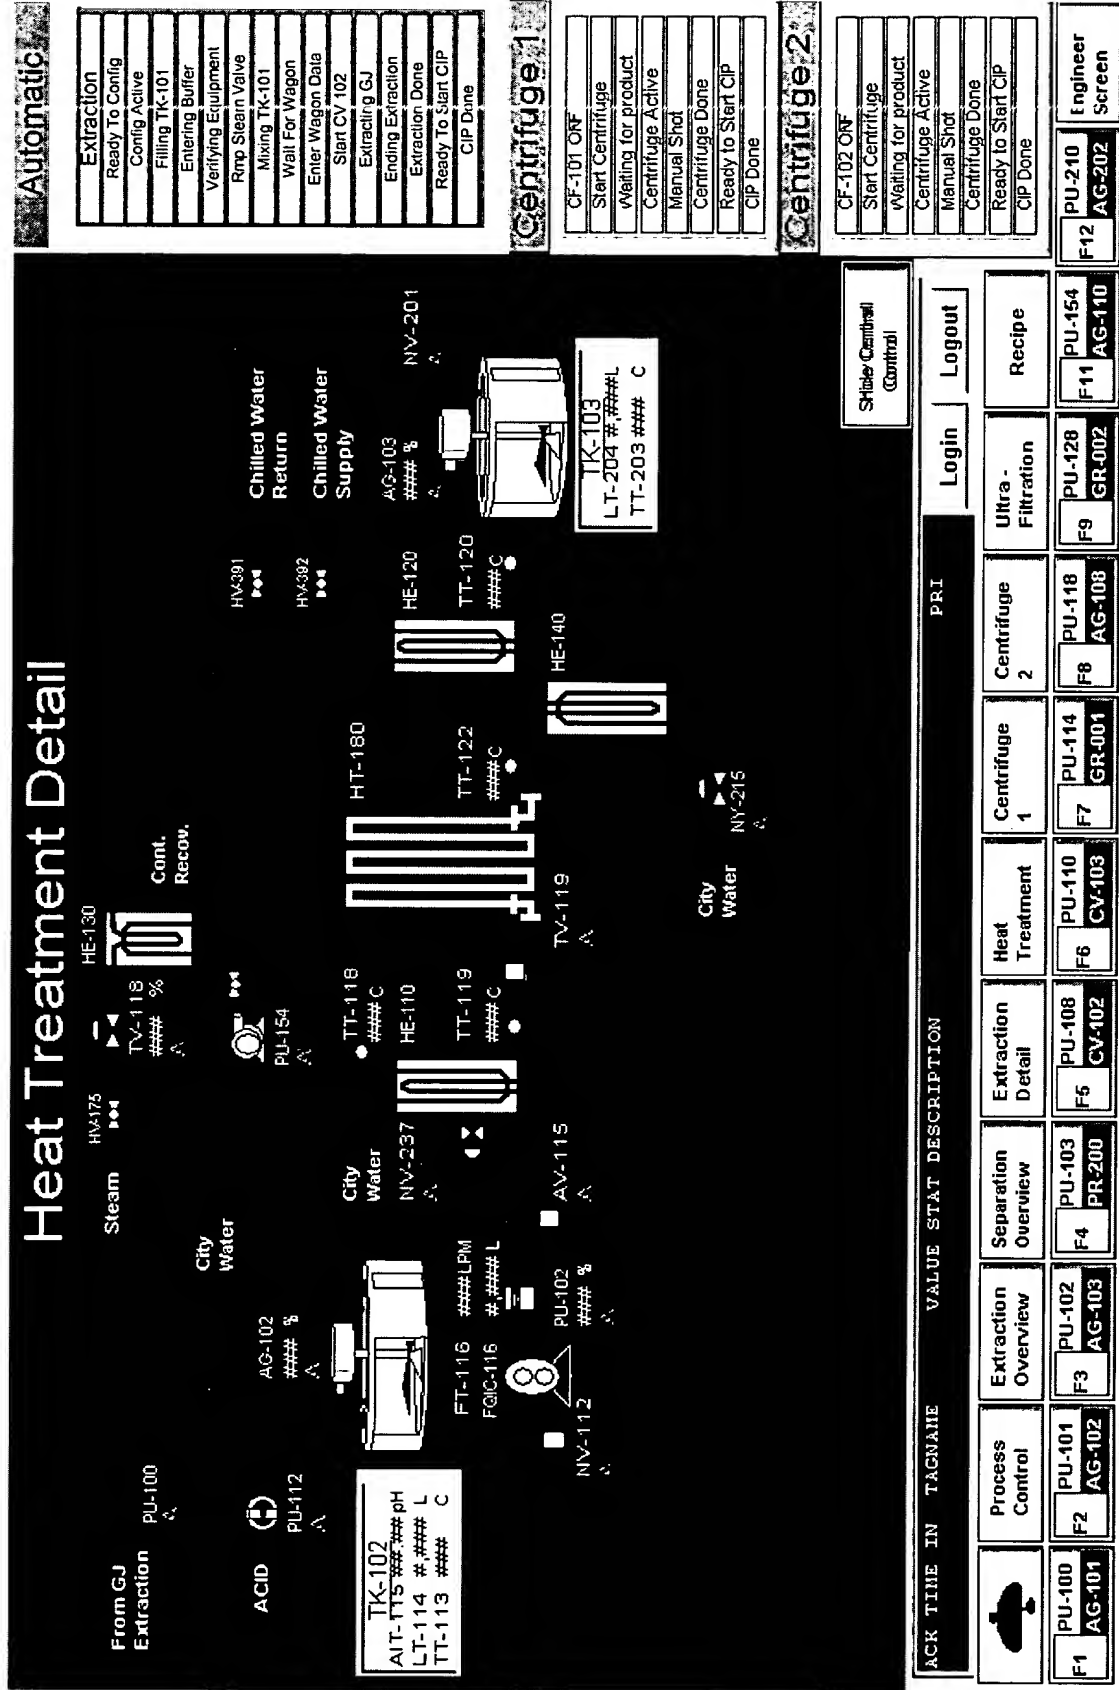 Heat Treatment Detail
From GJ
Extraction
PU-100
A
ACID
PU-112
A
TK-102
AIT-115 ##.## pH
LT-114 #,### L
TT-113 ### C
AG-102
### %
A
City
Water
Steam
HV-175
TV-118
### %
A
HE-130
Cont.
Recov.
PU-154
A
City
Water
NV-237
A
TT-118
###C
HE-110
TT-119
###C
FT-116
FQIC-116
###LPM
#,###L
NV-112
A
PU-102
### %
A
AV-115
A
TV-119
A
HT-180
TT-122
###C
City
Water
NY-215
A
HE-140
HE-120
TT-120
###C
HV-391
HV-392
Chilled Water
Return
Chilled Water
Supply
AG-103
### %
A
NV-201
A
TK-103
LT-204 #,###L
TT-203 ### C
Automatic
Extraction
Ready To Config
Config Active
Filling TK-101
Entering Buffer
Verifying Equipment
Rmp Steam Valve
Mixing TK-101
Wait For Wagon
Enter Wagon Data
Start CV 102
Extracting GJ
Ending Extraction
Extraction Done
Ready To Start CIP
CIP Done
Centrifuge 1
CF-101 OKF
Start Centrifuge
Waiting for product
Centrifuge Active
Manual Shot
Centrifuge Done
Ready to Start CIP
CIP Done
Centrifuge 2
CF-102 OKF
Start Centrifuge
Waiting for product
Centrifuge Active
Manual Shot
Centrifuge Done
Ready to Start CIP
CIP Done
Control
ACK TIME IN TAGNAME VALUE STAT DESCRIPTION PRI
Login
Logout
Process
Control
Extraction
Overview
Separation
Overview
Extraction
Detail
Heat
Treatment
Centrifuge
1
Centrifuge
2
Ultra -
Filtration
Recipe
F1 PU-100
AG-101
F2 PU-101
AG-102
F3 PU-102
AG-103
F4 PU-103
PR-200
F5 PU-108
CV-102
F6 PU-110
CV-103
F7 PU-114
GR-001
F8 PU-118
AG-108
F9 PU-128
GR-002
F11 PU-154
AG-110
F12 PU-210
AG-202
Engineer
Screen